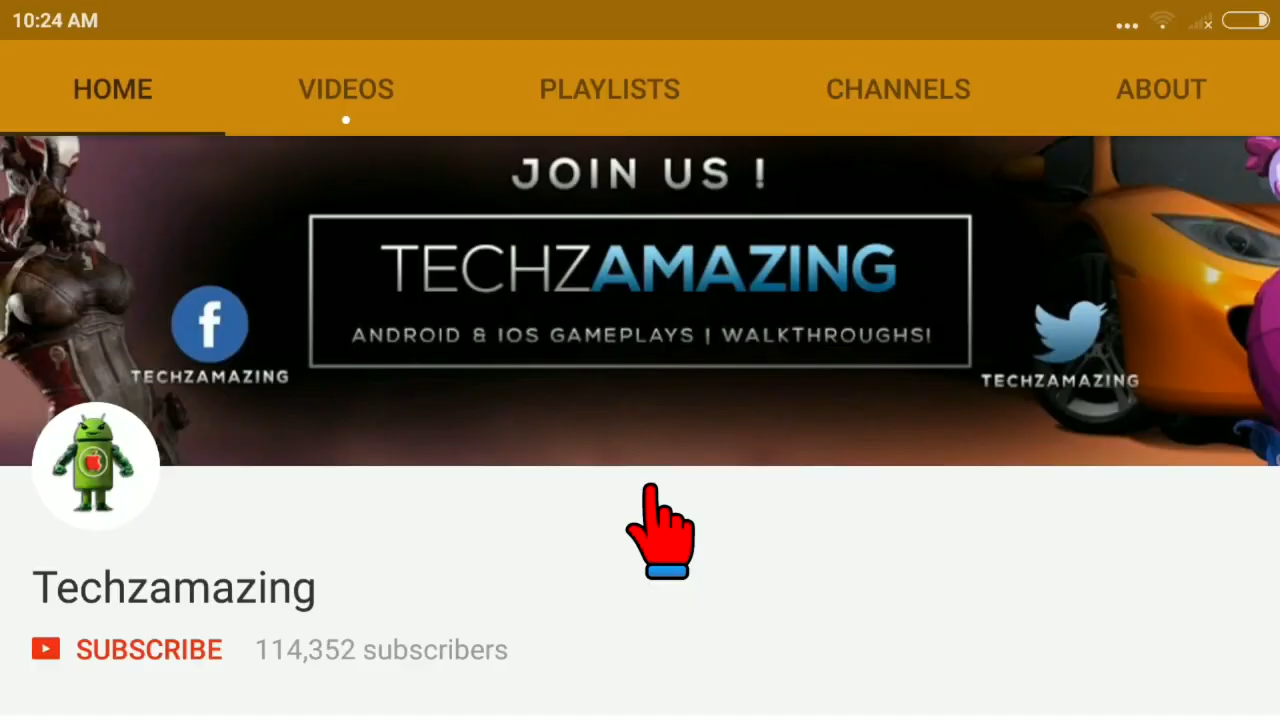 10:24 AM
HOME VIDEOS PLAYLISTS CHANNELS ABOUT
JOIN US !
TECHZAMAZING
ANDROID & IOS GAMEPLAYS | WALKTHROUGHS!
f
TECHZAMAZING
TECHZAMAZING
Techzamazing
SUBSCRIBE 114,352 subscribers